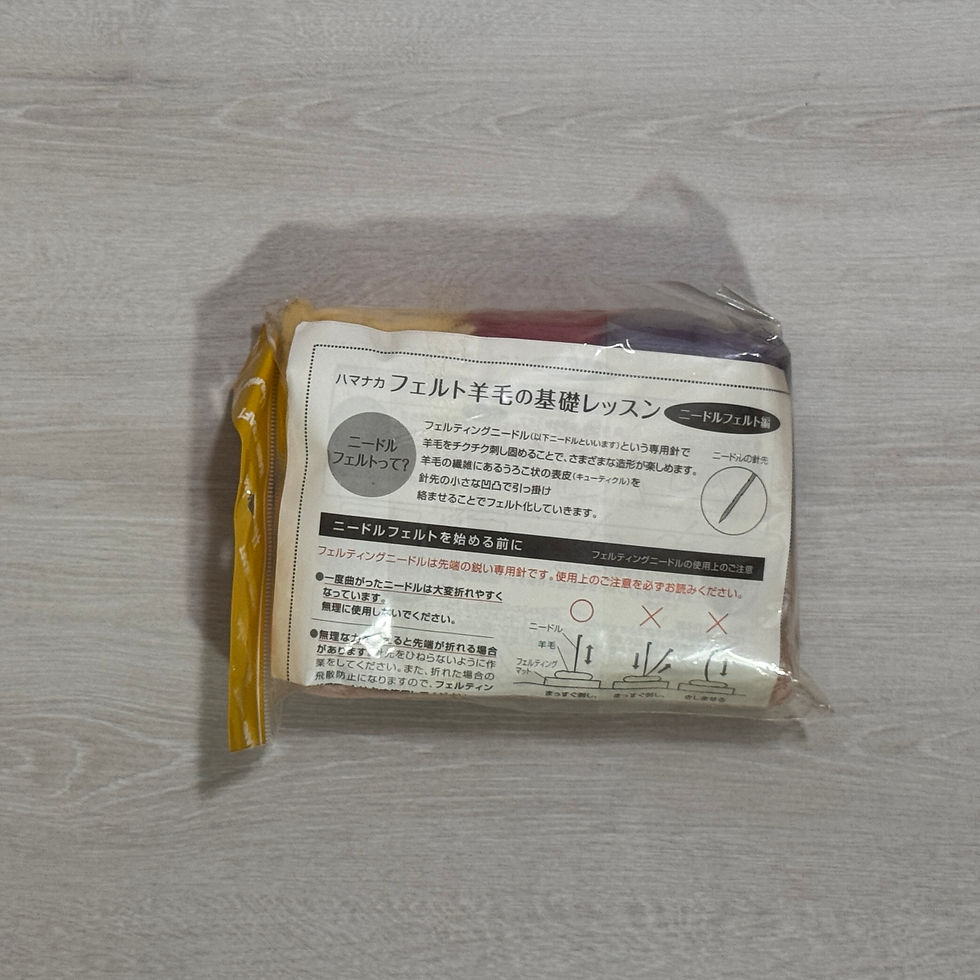 ハマナカ フェルト羊毛の基礎レッスン ニードルフェルト編
ニードル
フェルトって?
フェルティングニードル(以下ニードルといいます)という専用針で
羊毛をチクチク刺し固めることで、さまざまな造形が楽しめます。
羊毛の繊維にあるうろこ状の表皮(キューティクル)を
針先の小さな凹凸で引っ掛け
絡ませることでフェルト化していきます。
ニードルの針先
ニードルフェルトを始める前に フェルティングニードルの使用上のご注意
フェルティングニードルは先端の鋭い専用針です。使用上のご注意を必ずお読みください。
●一度曲がったニードルは大変折れやすく
なっています。
無理に使用しないでください。
●無理な力 ると先端が折れる場合
があります。 をひねらないように作
業をしてください。また、折れた場合の
飛散防止になりますので、フェルティン
○ × ×
ニードル
羊毛
フェルティング
マット
まっすぐ刺し、 まっすぐ刺し、